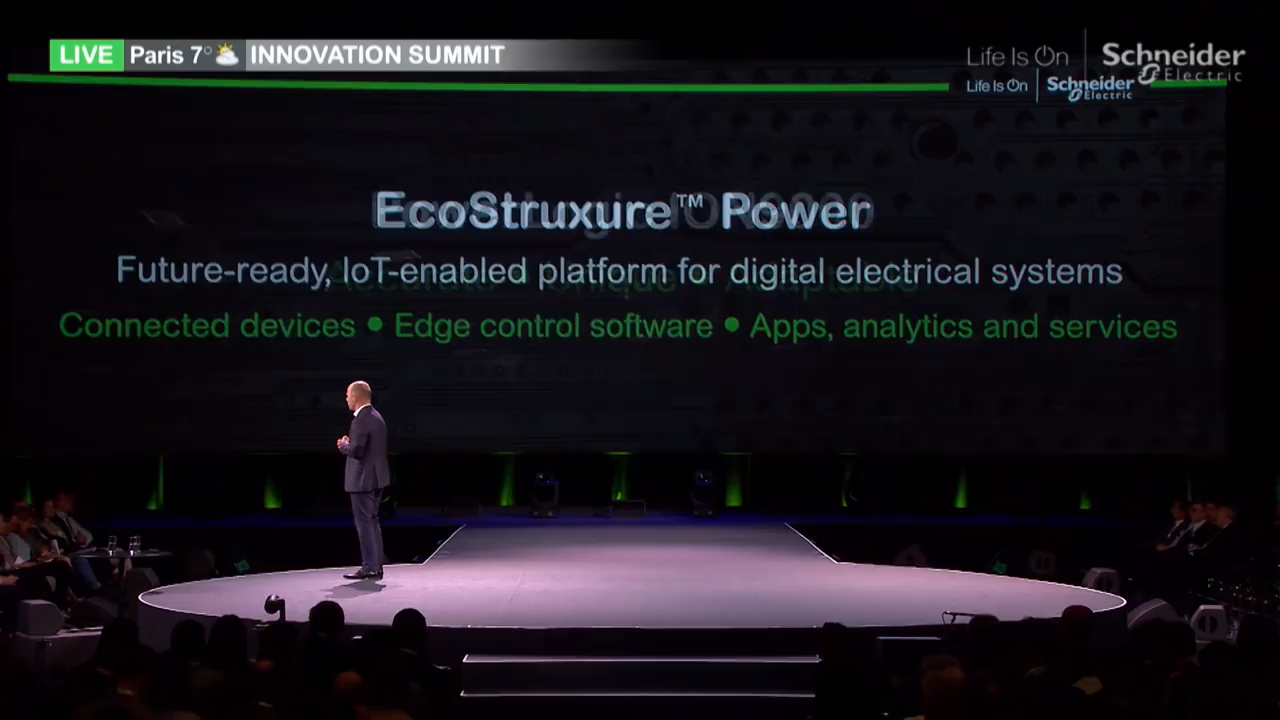 LIVE Paris 7° INNOVATION SUMMIT
Life Is On Schneider Electric
Life Is On Schneider Electric
EcoStruxure™ Power
Future-ready, IoT-enabled platform for digital electrical systems
Connected devices • Edge control software • Apps, analytics and services